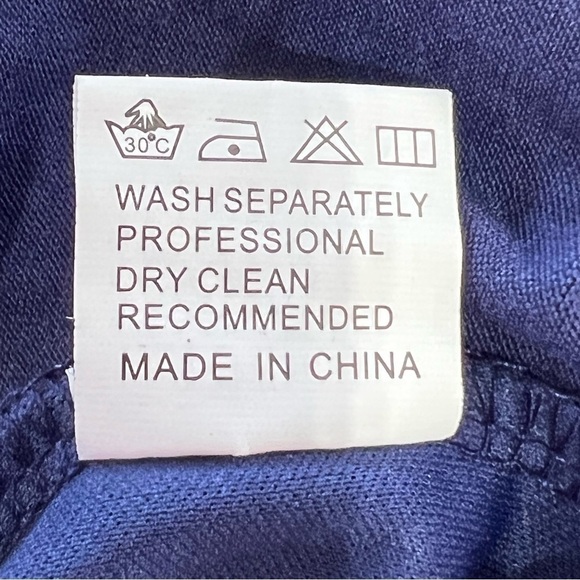 30°C
WASH SEPARATELY
PROFESSIONAL
DRY CLEAN
RECOMMENDED
MADE IN CHINA